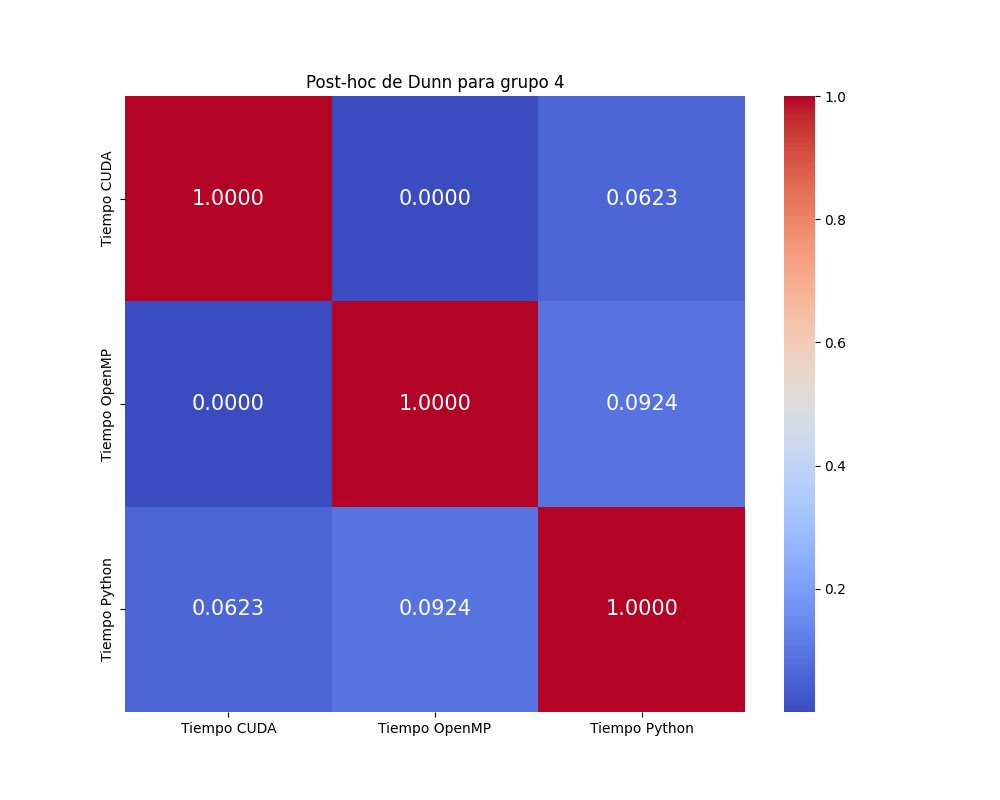 Post-hoc de Dunn para grupo 4
Tiempo CUDA
1.0000
0.0000
0.0623
Tiempo OpenMP
0.0000
1.0000
0.0924
Tiempo Python
0.0623
0.0924
1.0000
Tiempo CUDA
Tiempo OpenMP
Tiempo Python
1.0
0.8
0.6
0.4
0.2